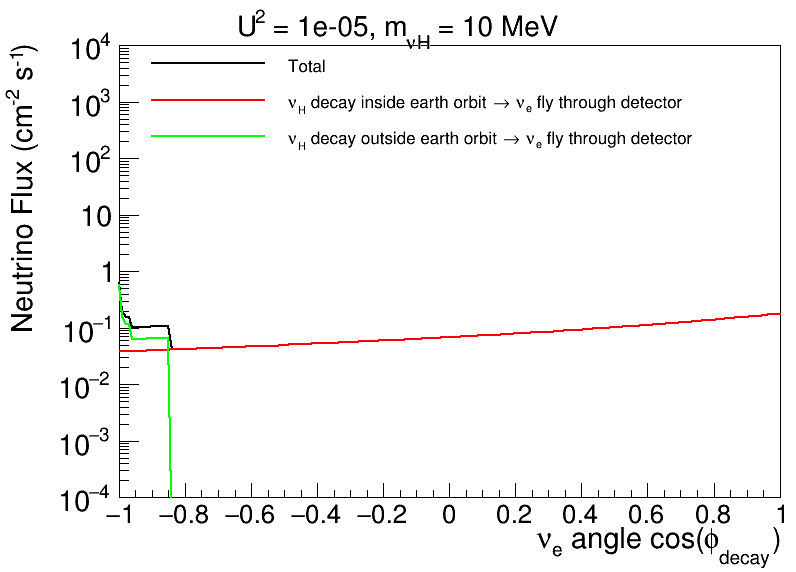 U² = 1e-05, m_νH = 10 MeV
Neutrino Flux (cm⁻² s⁻¹)
10⁴
10³
10²
10
1
10⁻¹
10⁻²
10⁻³
10⁻⁴
Total
ν_H decay inside earth orbit → ν_e fly through detector
ν_H decay outside earth orbit → ν_e fly through detector
−1 −0.8 −0.6 −0.4 −0.2 0 0.2 0.4 0.6 0.8 1
ν_e angle cos(ϕ_decay)